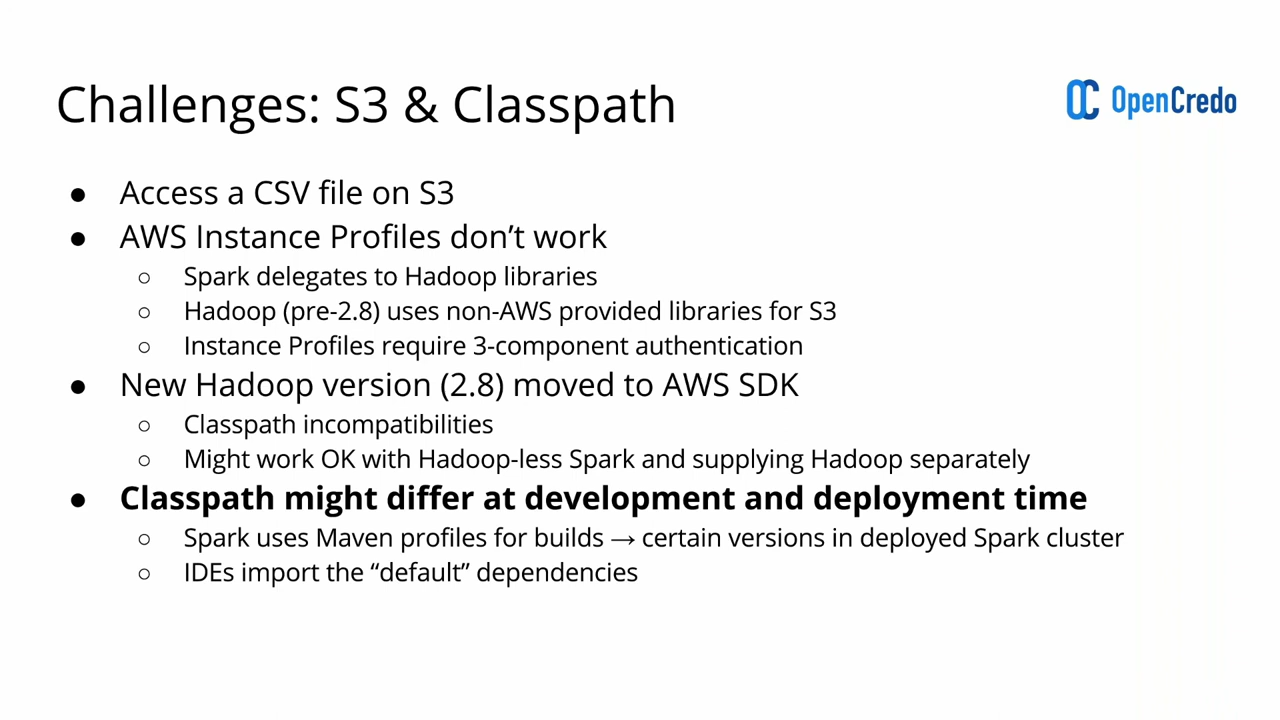 Challenges: S3 & Classpath
OpenCredo
● Access a CSV file on S3
● AWS Instance Profiles don’t work
○ Spark delegates to Hadoop libraries
○ Hadoop (pre-2.8) uses non-AWS provided libraries for S3
○ Instance Profiles require 3-component authentication
● New Hadoop version (2.8) moved to AWS SDK
○ Classpath incompatibilities
○ Might work OK with Hadoop-less Spark and supplying Hadoop separately
● Classpath might differ at development and deployment time
○ Spark uses Maven profiles for builds → certain versions in deployed Spark cluster
○ IDEs import the “default” dependencies